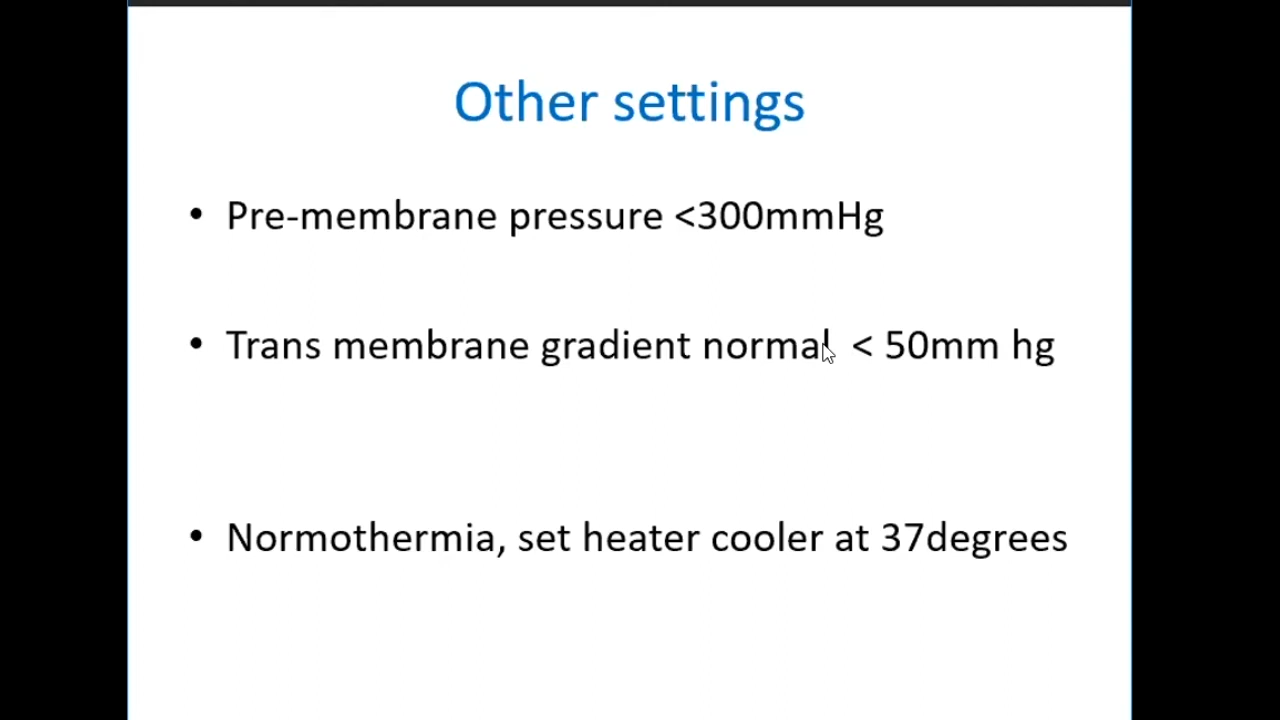 Other settings
• Pre-membrane pressure <300mmHg
• Trans membrane gradient normal < 50mm hg
• Normothermia, set heater cooler at 37degrees